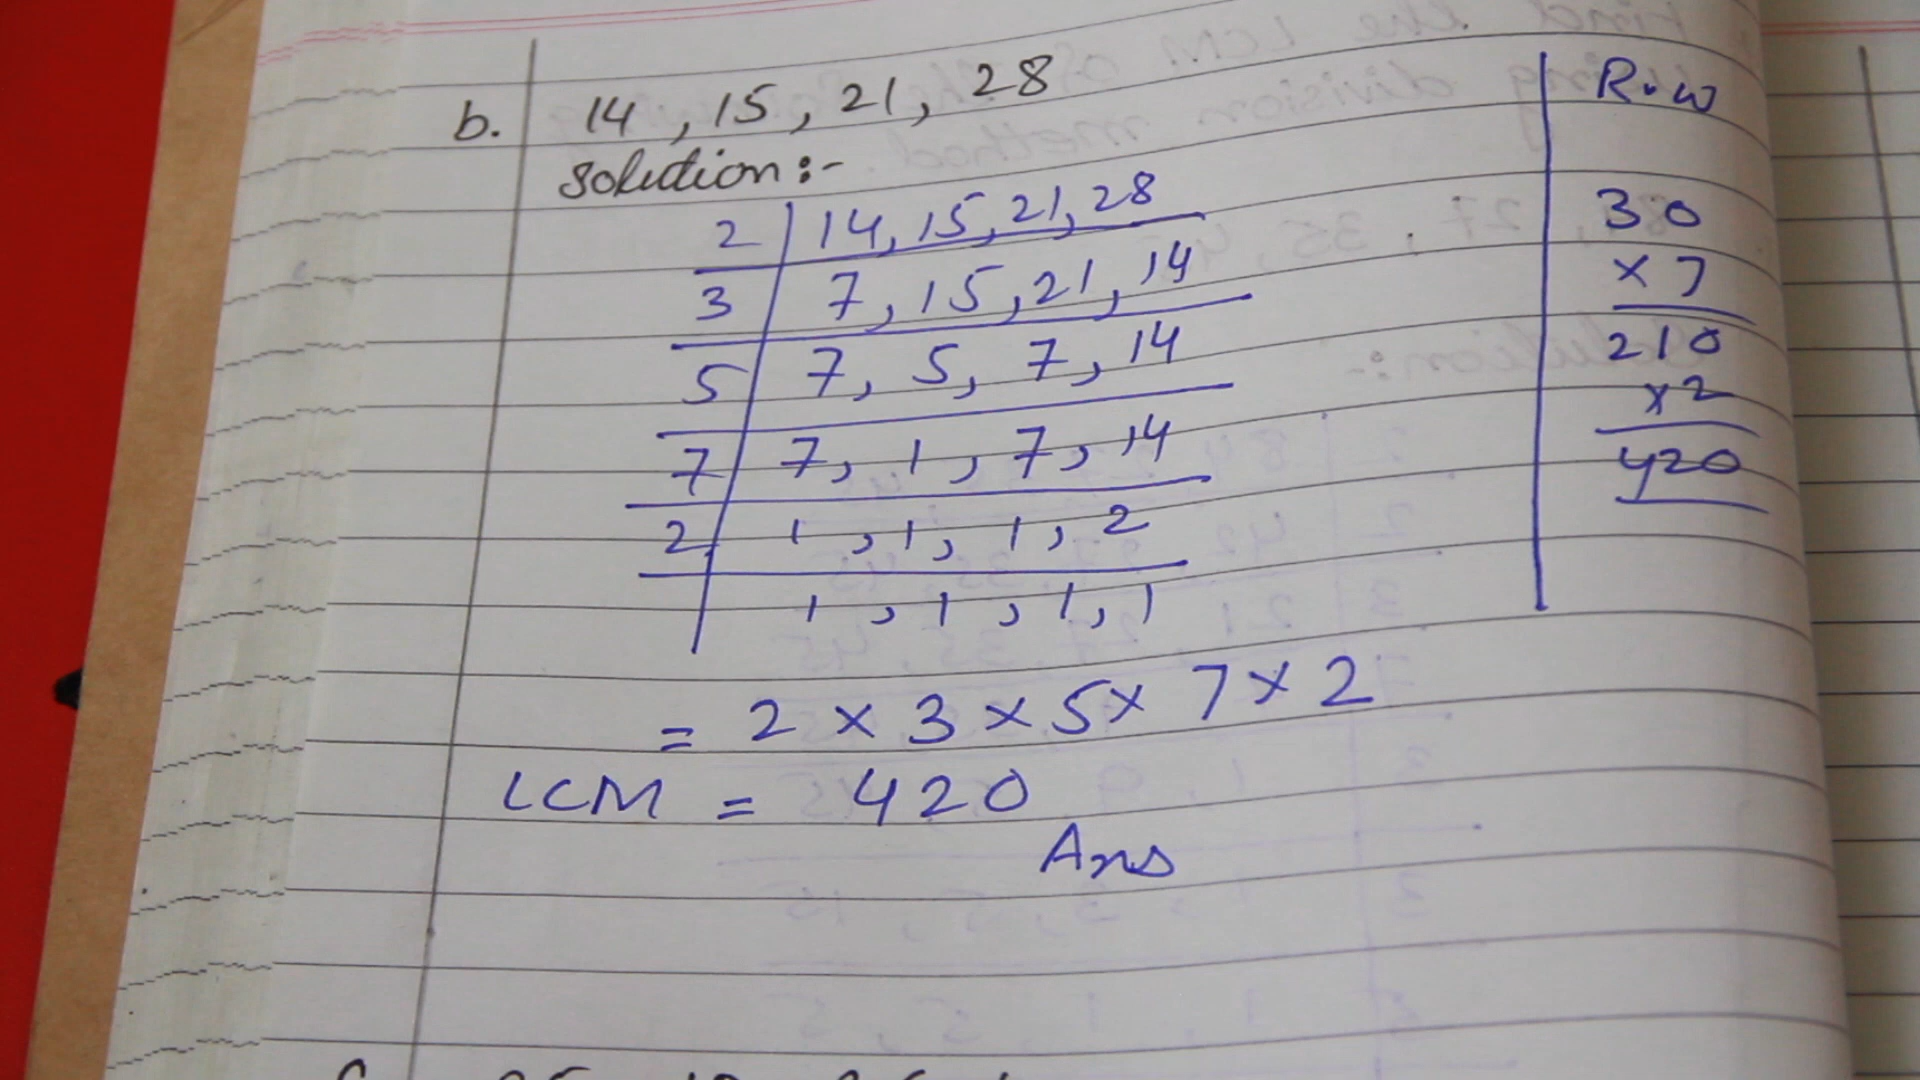 b. 14, 15, 21, 28
Solution:-
2 | 14, 15, 21, 28
3 | 7, 15, 21, 14
5 | 7, 5, 7, 14
7 | 7, 1, 7, 14
2 | 1, 1, 1, 2
1, 1, 1, 1
= 2 × 3 × 5 × 7 × 2
LCM = 420
Ans
R.w
30
× 7
210
× 2
420